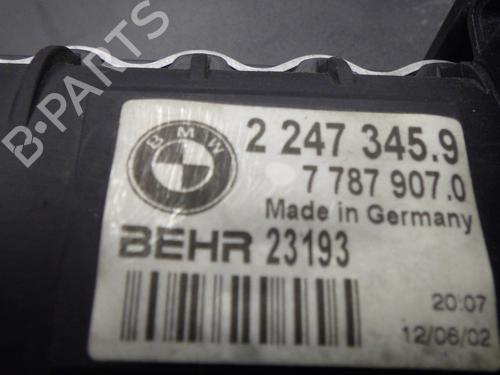 B-PARTS
BMW
2 247 345.9
7 787 907.0
Made in Germany
BEHR 23193
20:07
12/06/02